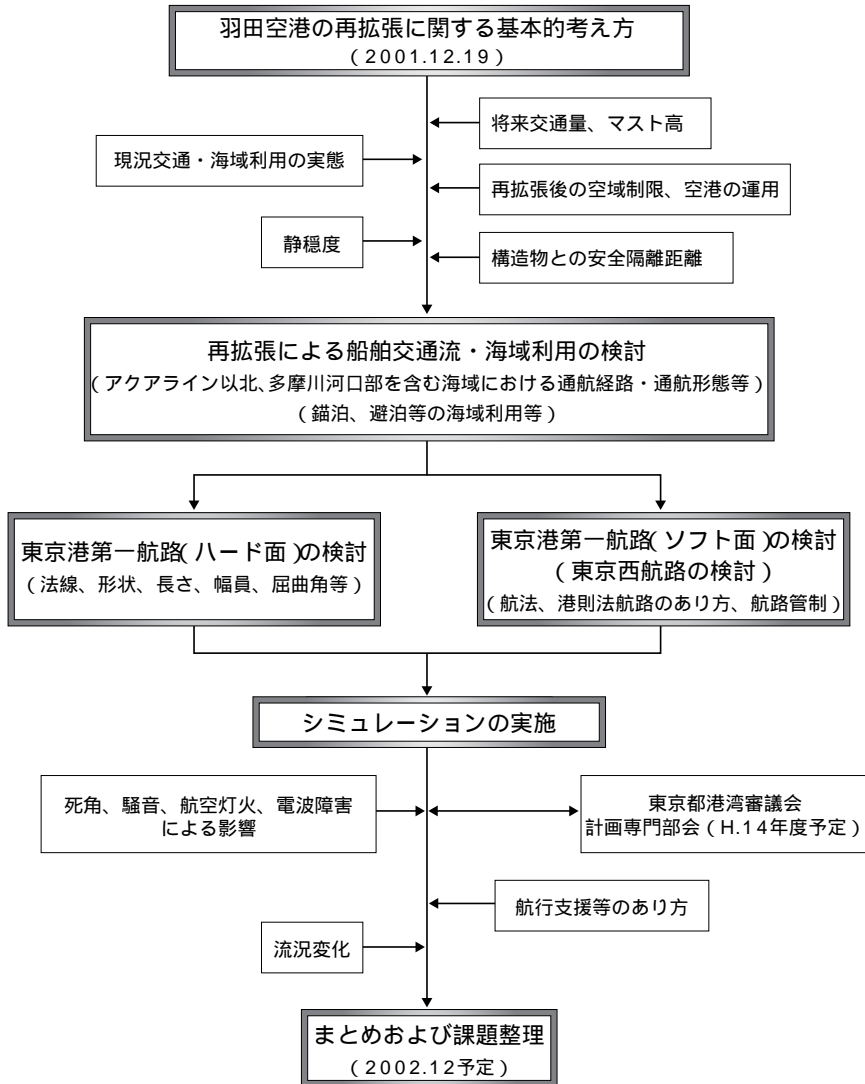 羽田空港の再拡張に関する基本的考え方
（2001.12.19）
将来交通量、マスト高
現況交通・海域利用の実態
再拡張後の空域制限、空港の運用
静穏度
構造物との安全隔離距離
再拡張による船舶交通流・海域利用の検討
（アクアライン以北、多摩川河口部を含む海域における通航経路・通航形態等）
（錨泊、避泊等の海域利用等）
東京港第一航路（ハード面）の検討
（法線、形状、長さ、幅員、屈曲角等）
東京港第一航路（ソフト面）の検討
（東京西航路の検討）
（航法、港則法航路のあり方、航路管制）
シミュレーションの実施
死角、騒音、航空灯火、電波障害
による影響
東京都港湾審議会
計画専門部会（H.14年度予定）
航行支援等のあり方
流況変化
まとめおよび課題整理
（2002.12予定）